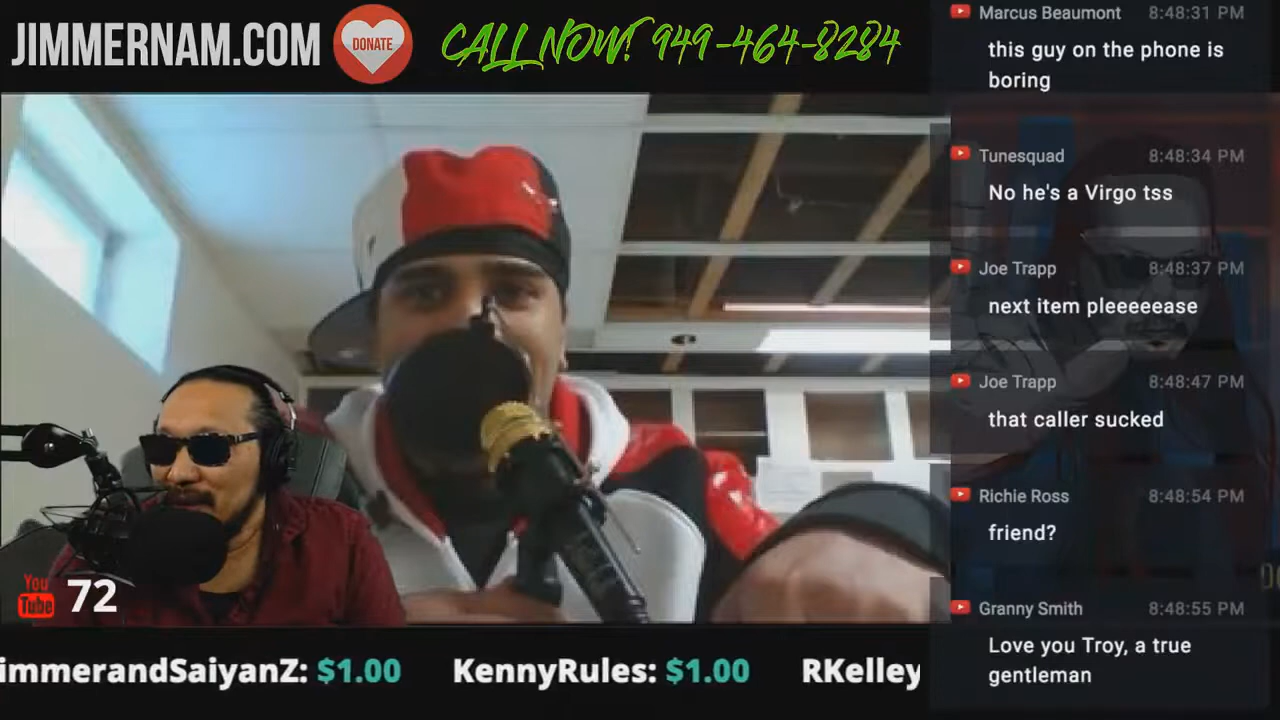 JIMMERNAM.COM
DONATE
CALL NOW! 949-464-8284
Marcus Beaumont 8:48:31 PM
this guy on the phone is
boring
Tunesquad 8:48:34 PM
No he's a Virgo tss
Joe Trapp 8:48:37 PM
next item pleeeeease
Joe Trapp 8:48:47 PM
that caller sucked
Richie Ross 8:48:54 PM
friend?
Granny Smith 8:48:55 PM
Love you Troy, a true
gentleman
You
Tube 72
immerandSaiyanZ: $1.00 KennyRules: $1.00 RKelley